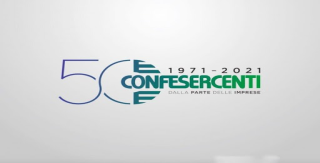 50
1971-2021
CONFESERCENTI
DALLA PARTE DELLE IMPRESE